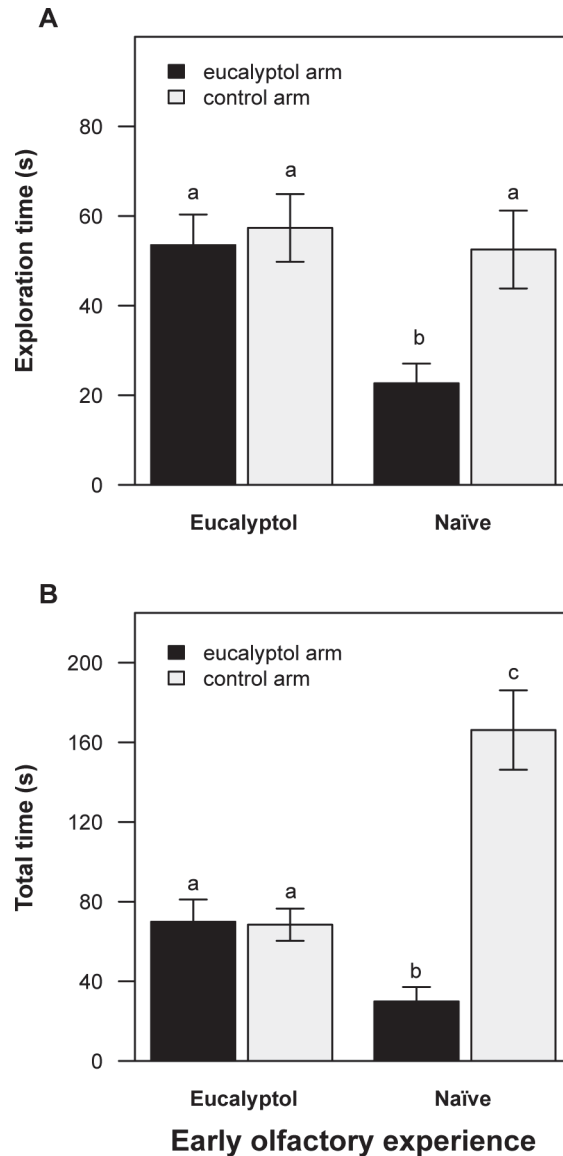 A
eucalyptol arm
control arm
Exploration time (s)
80
60
40
20
0
a
a
b
a
Eucalyptol
Naïve
B
eucalyptol arm
control arm
Total time (s)
200
160
120
80
40
0
a
a
b
c
Eucalyptol
Naïve
Early olfactory experience